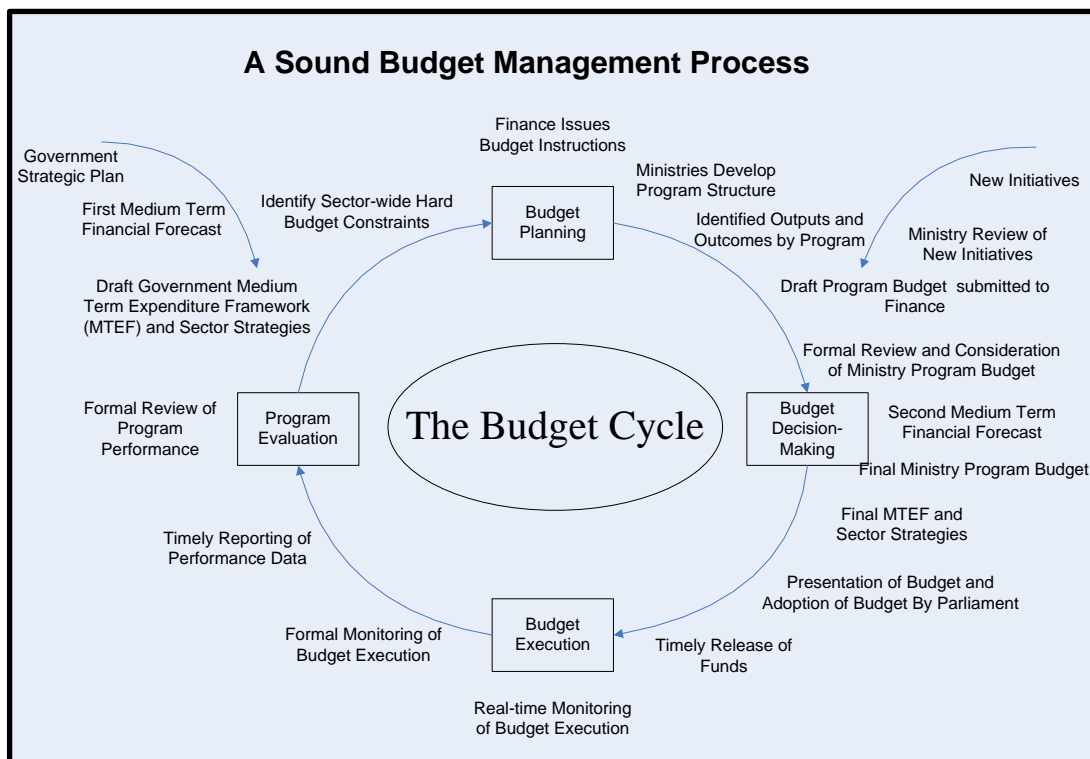 A Sound Budget Management Process
Finance Issues
Budget Instructions
Government
Strategic Plan
Ministries Develop
Program Structure
New Initiatives
First Medium Term
Financial Forecast
Identify Sector-wide Hard
Budget Constraints
Budget
Planning
Identified Outputs and
Outcomes by Program
Ministry Review of
New Initiatives
Draft Government Medium
Term Expenditure Framework
(MTEF) and Sector Strategies
Draft Program Budget submitted to
Finance
Formal Review and Consideration
of Ministry Program Budget
Formal Review of
Program
Performance
Program
Evaluation
The Budget Cycle
Budget
Decision-
Making
Second Medium Term
Financial Forecast
Final Ministry Program Budget
Final MTEF and
Sector Strategies
Timely Reporting of
Performance Data
Presentation of Budget and
Adoption of Budget By Parliament
Formal Monitoring of
Budget Execution
Budget
Execution
Timely Release of
Funds
Real-time Monitoring
of Budget Execution